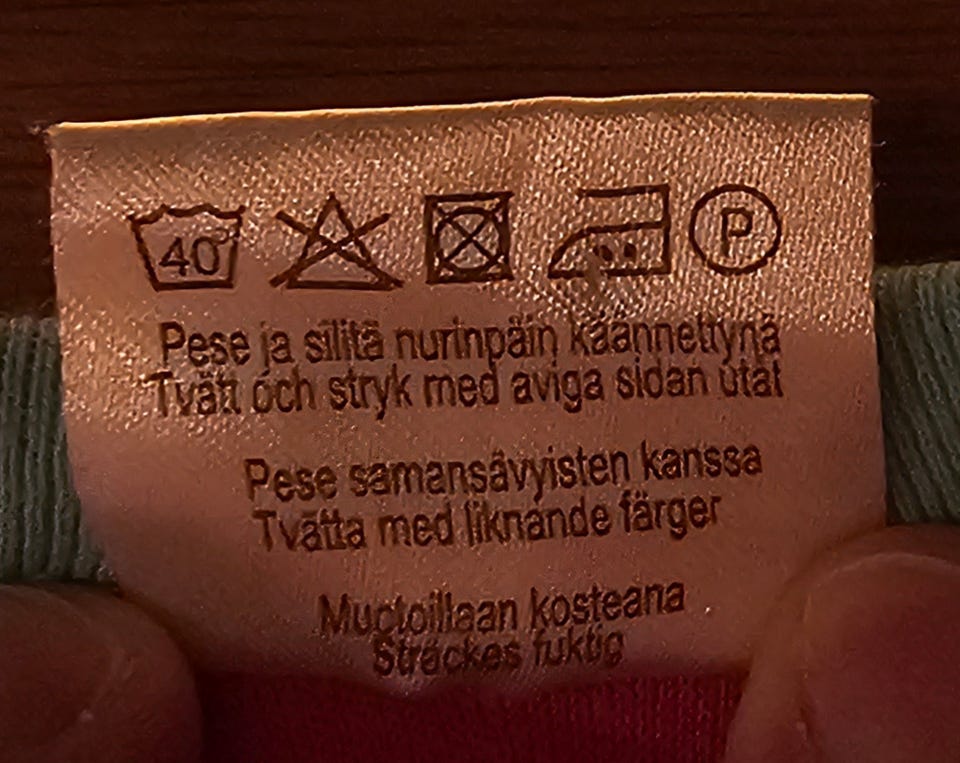 40°
P
Pese ja silitä nurinpäin käännettynä
Tvätt och stryk med aviga sidan utåt
Pese samansävyisten kanssa
Tvätta med liknande färger
Muotoillaan kosteana
Sträckes fuktig